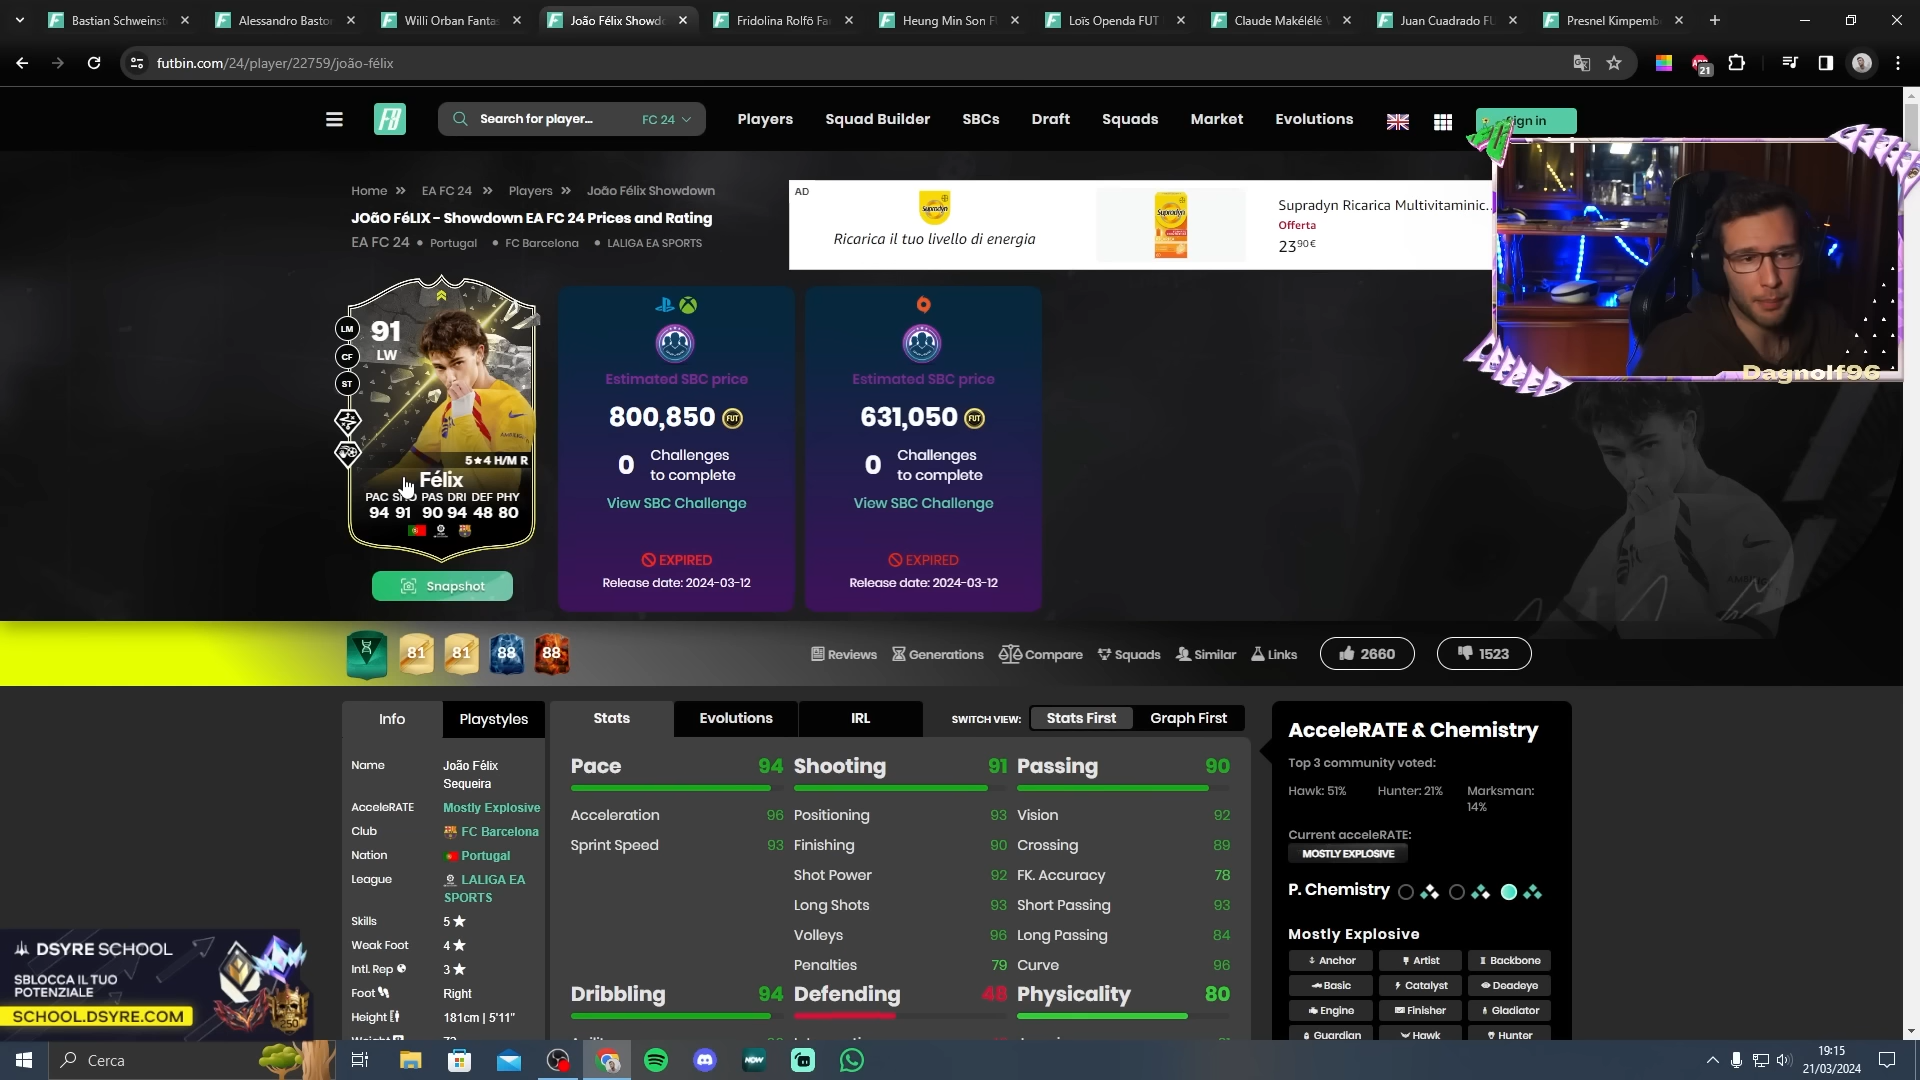 Bastian Schweinst
Alessandro Baston
Willi Orban Fanta
João Félix Showdo
Fridolina Rolfö Fa
Heung Min Son F
Loïs Openda FUT
Claude Makélélé
Juan Cuadrado FU
Presnel Kimpemb
futbin.com/24/player/22759/joão-félix
21
Search for player...
FC 24
Players
Squad Builder
SBCs
Draft
Squads
Market
Evolutions
Sign in
Home » EA FC 24 » Players » João Félix Showdown
JOãO FéLIX - Showdown EA FC 24 Prices and Rating
EA FC 24 • Portugal • FC Barcelona • LALIGA EA SPORTS
AD
Supradyn
Ricarica il tuo livello di energia
Supradyn
Supradyn Ricarica Multivitaminic...
Offerta
23,90€
Dagnolf96
LM
CF
ST
91
LW
5★4 H/M R
Félix
PAC SHO PAS DRI DEF PHY
94 91 90 94 48 80
Snapshot
Estimated SBC price
800,850 FUT
0 Challenges to complete
View SBC Challenge
EXPIRED
Release date: 2024-03-12
Estimated SBC price
631,050 FUT
0 Challenges to complete
View SBC Challenge
EXPIRED
Release date: 2024-03-12
81
81
88
88
Reviews
Generations
Compare
Squads
Similar
Links
2660
1523
Info
Playstyles
Name João Félix Sequeira
AcceleRATE Mostly Explosive
Club FC Barcelona
Nation Portugal
League LALIGA EA SPORTS
Skills 5★
Weak Foot 4★
Intl. Rep 3★
Foot Right
Height 181cm | 5'11"
Stats
Evolutions
IRL
SWITCH VIEW:
Stats First
Graph First
Pace 94
Acceleration 96
Sprint Speed 93
Shooting 91
Positioning 93
Finishing 90
Shot Power 92
Long Shots 93
Volleys 96
Penalties 79
Passing 90
Vision 92
Crossing 89
FK. Accuracy 78
Short Passing 93
Long Passing 84
Curve 96
Dribbling 94
Defending 48
Physicality 80
AcceleRATE & Chemistry
Top 3 community voted:
Hawk: 51%
Hunter: 21%
Marksman: 14%
Current acceleRATE:
MOSTLY EXPLOSIVE
P. Chemistry
Mostly Explosive
Anchor
Artist
Backbone
Basic
Catalyst
Deadeye
Engine
Finisher
Gladiator
Guardian
Hawk
Hunter
DSYRE SCHOOL
SBLOCCA IL TUO
POTENZIALE
SCHOOL.DSYRE.COM
250
Cerca
NOW
19:15
21/03/2024